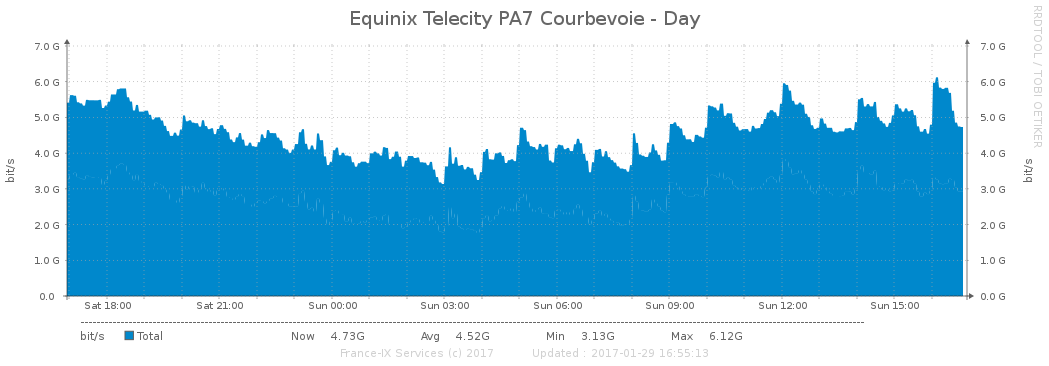 Equinix Telecity PA7 Courbevoie - Day
RRDTOOL / TOBI OETIKER
7.0 G 7.0 G
6.0 G 6.0 G
5.0 G 5.0 G
4.0 G 4.0 G
3.0 G 3.0 G
2.0 G 2.0 G
1.0 G 1.0 G
0.0 0.0 G
bit/s
bit/s
Sat 18:00 Sat 21:00 Sun 00:00 Sun 03:00 Sun 06:00 Sun 09:00 Sun 12:00 Sun 15:00
bit/s Total Now 4.73G Avg 4.52G Min 3.13G Max 6.12G
France-IX Services (c) 2017 Updated : 2017-01-29 16:55:13